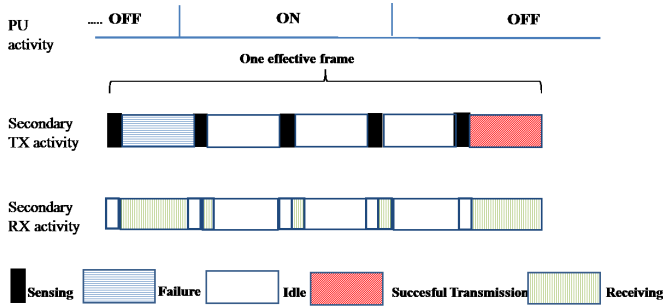 PU activity
..... OFF ON OFF
One effective frame
Secondary
TX activity
Secondary
RX activity
Sensing Failure Idle Succesful Transmission Receiving